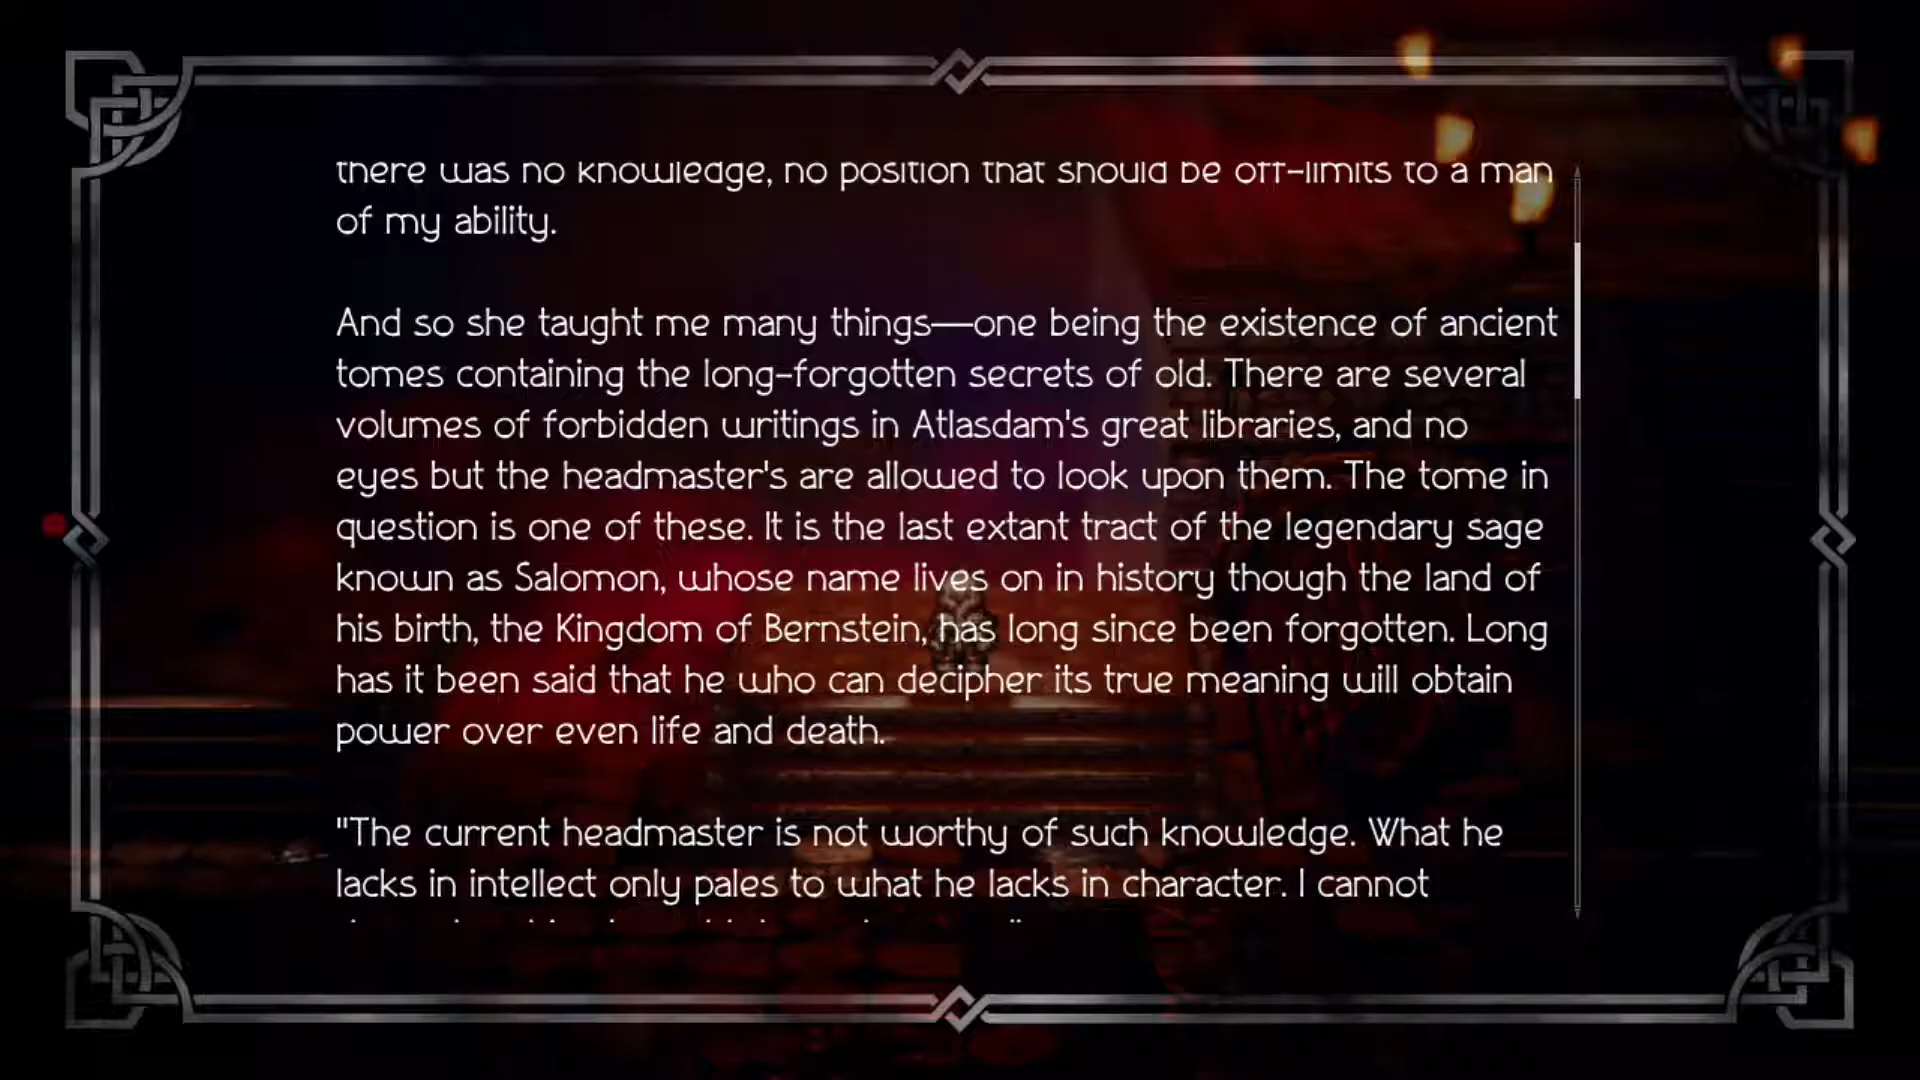 there was no knowledge, no position that should be off-limits to a man
of my ability.
And so she taught me many things—one being the existence of ancient
tomes containing the long-forgotten secrets of old. There are several
volumes of forbidden writings in Atlasdam's great libraries, and no
eyes but the headmaster's are allowed to look upon them. The tome in
question is one of these. It is the last extant tract of the legendary sage
known as Salomon, whose name lives on in history though the land of
his birth, the Kingdom of Bernstein, has long since been forgotten. Long
has it been said that he who can decipher its true meaning will obtain
power over even life and death.
"The current headmaster is not worthy of such knowledge. What he
lacks in intellect only pales to what he lacks in character. I cannot